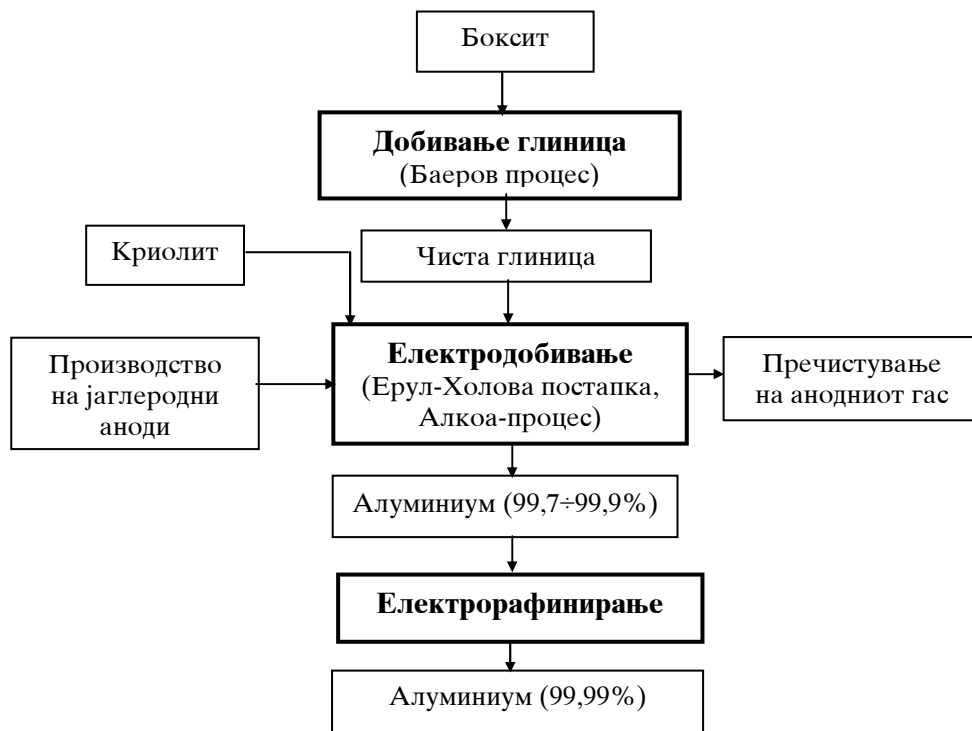 Боксит
Добивање глиница
(Баеров процес)
Криолит
Чиста глиница
Производство
на јаглеродни
аноди
Електродобивање
(Ерул-Холова постапка,
Алкоа-процес)
Пречистување
на анодниот гас
Алуминиум (99,7÷99,9%)
Електрорафинирање
Алуминиум (99,99%)